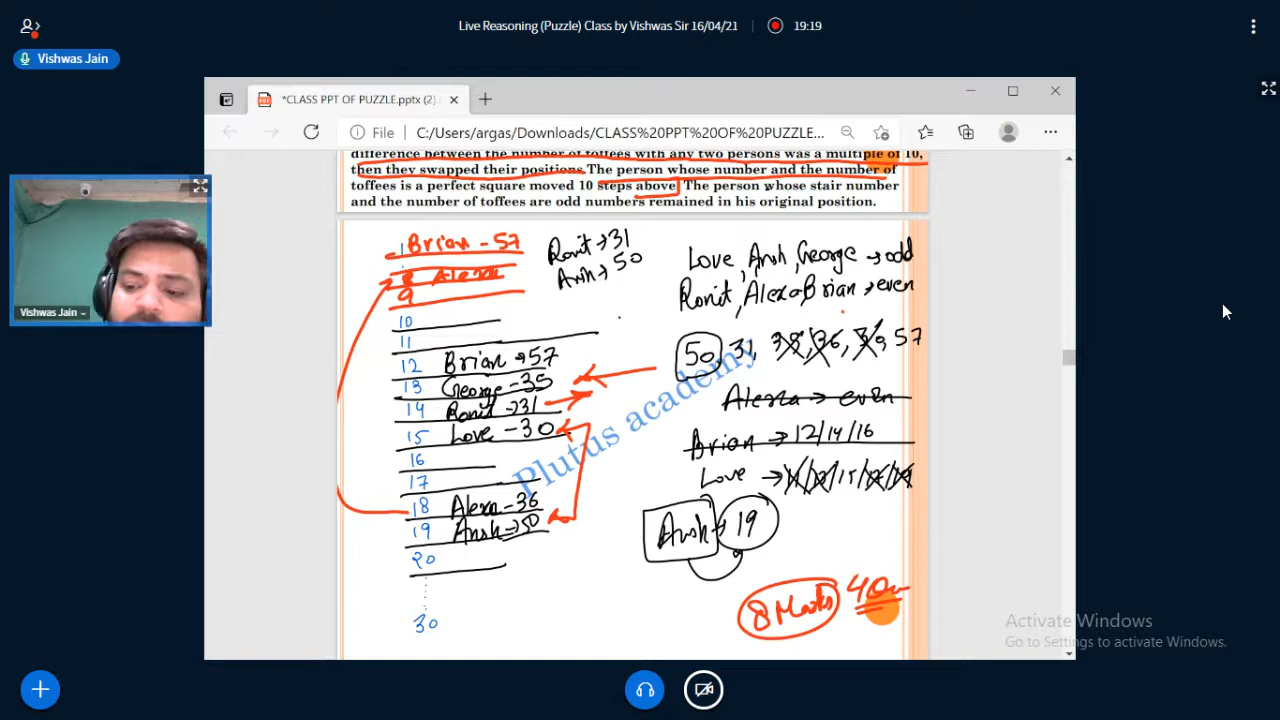 Live Reasoning (Puzzle) Class by Vishwas Sir 16/04/21
19:19
Vishwas Jain
*CLASS PPT OF PUZZLE.pptx (2).
File
C:/Users/argas/Downloads/CLASS%20PPT%20OF%20PUZZLE...
difference between the number of toffees with any two persons was a multiple of 10,
then they swapped their positions. The person whose number and the number of
toffees is a perfect square moved 10 steps above. The person whose stair number
and the number of toffees are odd numbers remained in his original position.
1 Brian - 57
8 Alexa
9
10
11
12 Brian → 57
13 George - 35
14 Ronit → 31
15 Love - 30
16
17
18 Alexa - 36
19 Ansh → 50
20
30
Ronit → 31
Ansh → 50
Love, Ansh, George → odd
Ronit, Alexa, Brian → even
50, 31, 57
Alexa → even
Brian → 12/14/16
Love → 15
Ansh → 19
8 Marks
Plutus academy
Vishwas Jain
Activate Windows
Go to Settings to activate Windows.